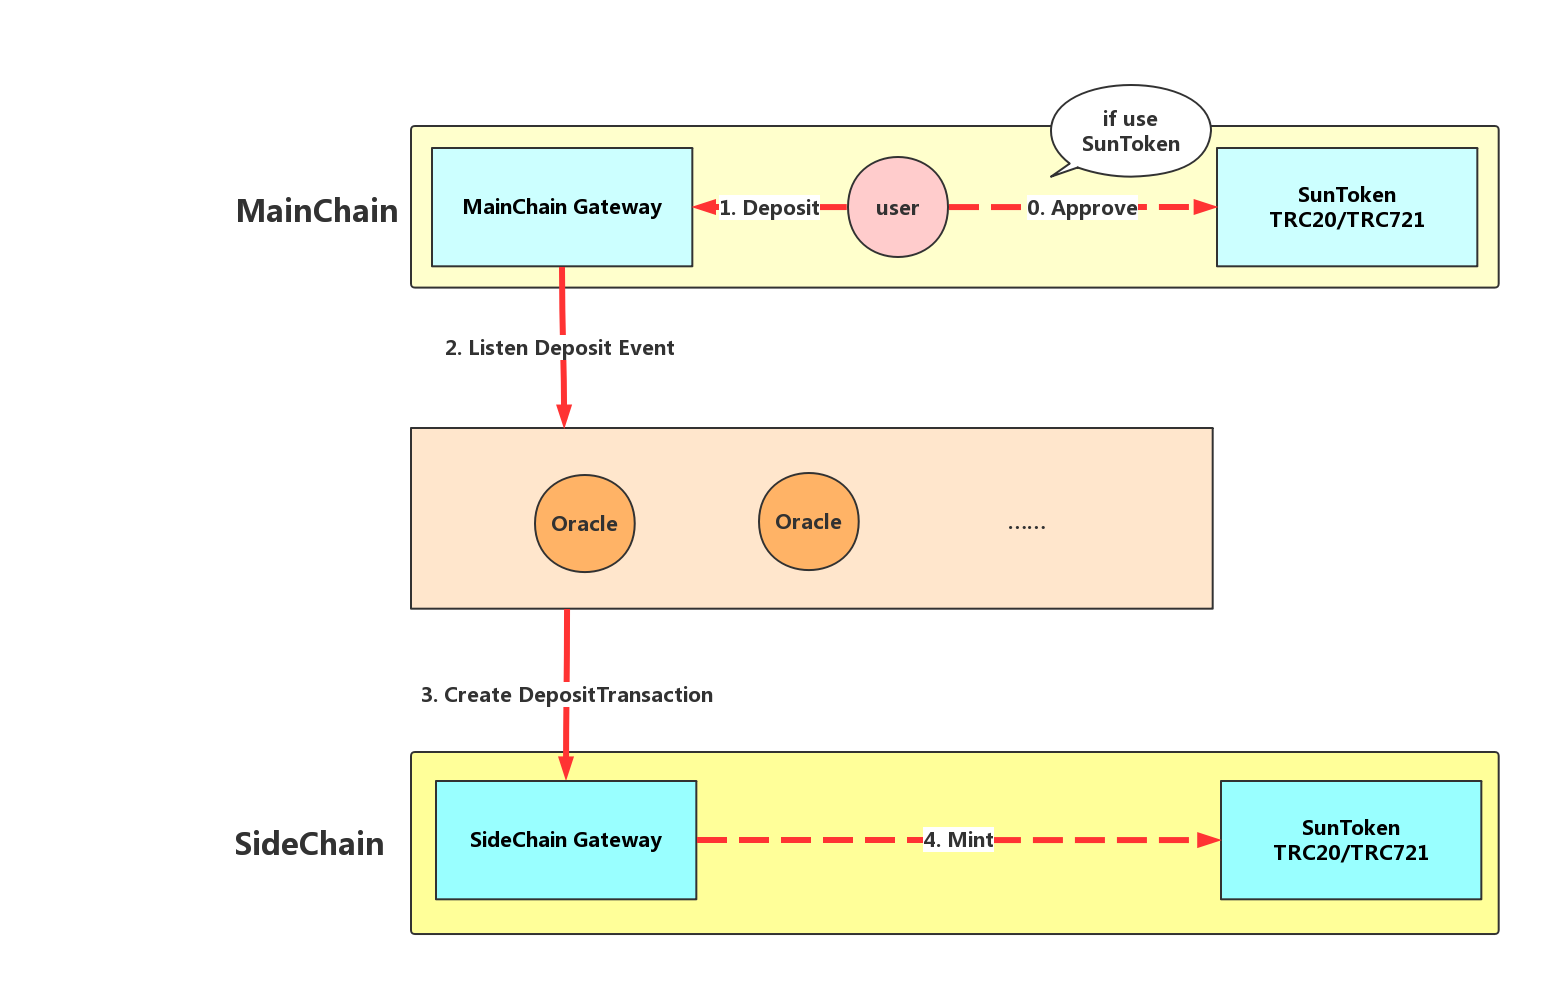 if use
SunToken
MainChain
MainChain Gateway
1. Deposit
user
0. Approve
SunToken
TRC20/TRC721
2. Listen Deposit Event
Oracle
Oracle
......
3. Create DepositTransaction
SideChain
SideChain Gateway
4. Mint
SunToken
TRC20/TRC721